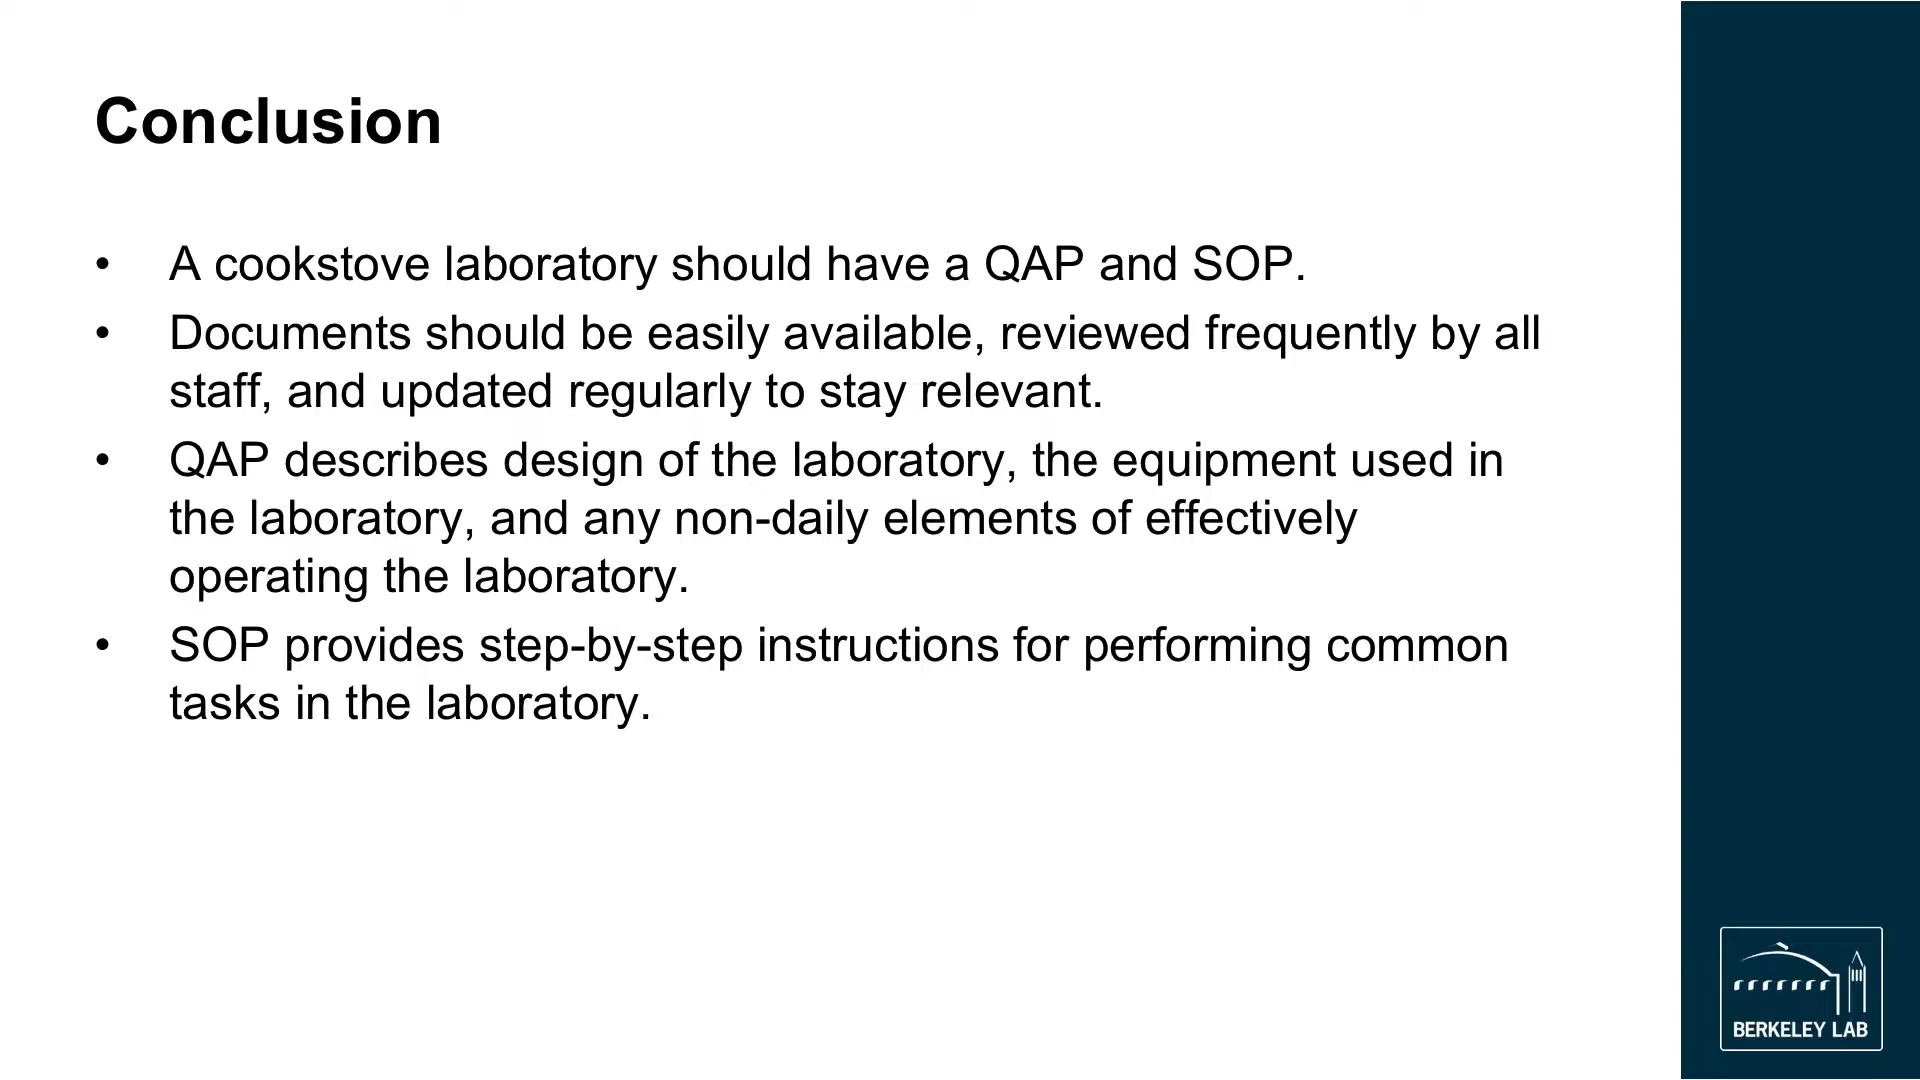 Conclusion
• A cookstove laboratory should have a QAP and SOP.
• Documents should be easily available, reviewed frequently by all
staff, and updated regularly to stay relevant.
• QAP describes design of the laboratory, the equipment used in
the laboratory, and any non-daily elements of effectively
operating the laboratory.
• SOP provides step-by-step instructions for performing common
tasks in the laboratory.
BERKELEY LAB